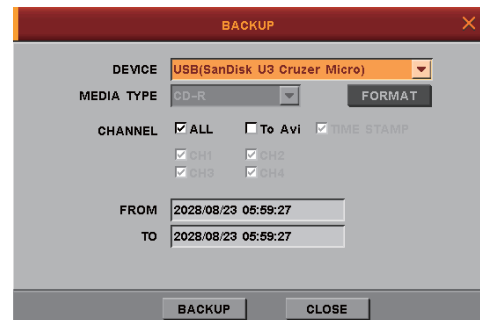 BACKUP
DEVICE USB(SanDisk U3 Cruzer Micro)
MEDIA TYPE CD-R FORMAT
CHANNEL ALL To Avi TIME STAMP
CH1 CH2
CH3 CH4
FROM 2028/08/23 05:59:27
TO 2028/08/23 05:59:27
BACKUP CLOSE